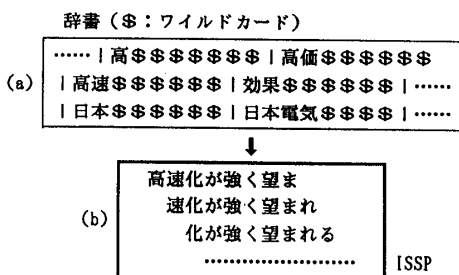 辞書（$：ワイルドカード）
……｜高$$$$$$$｜高価$$$$$$
(a)
｜高速$$$$$$｜効果$$$$$$｜……
｜日本$$$$$$｜日本電気$$$$｜……
高速化が強く望ま
(b)
速化が強く望まれ
化が強く望まれる
……………………
ISSP